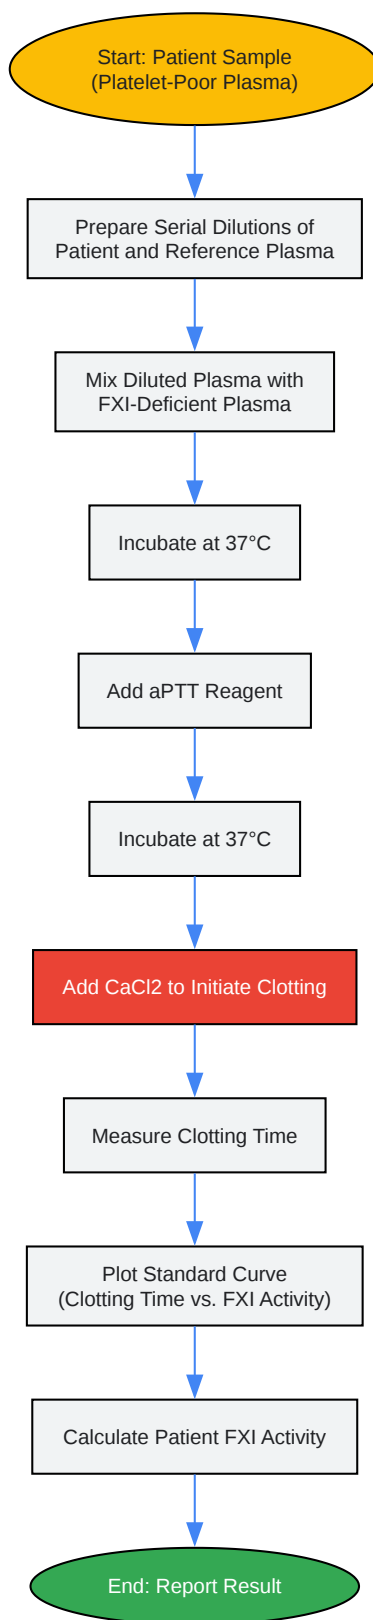 Start: Patient Sample
(Platelet-Poor Plasma)
Prepare Serial Dilutions of
Patient and Reference Plasma
Mix Diluted Plasma with
FXI-Deficient Plasma
Incubate at 37°C
Add aPTT Reagent
Incubate at 37°C
Add CaCl2 to Initiate Clotting
Measure Clotting Time
Plot Standard Curve
(Clotting Time vs. FXI Activity)
Calculate Patient FXI Activity
End: Report Result